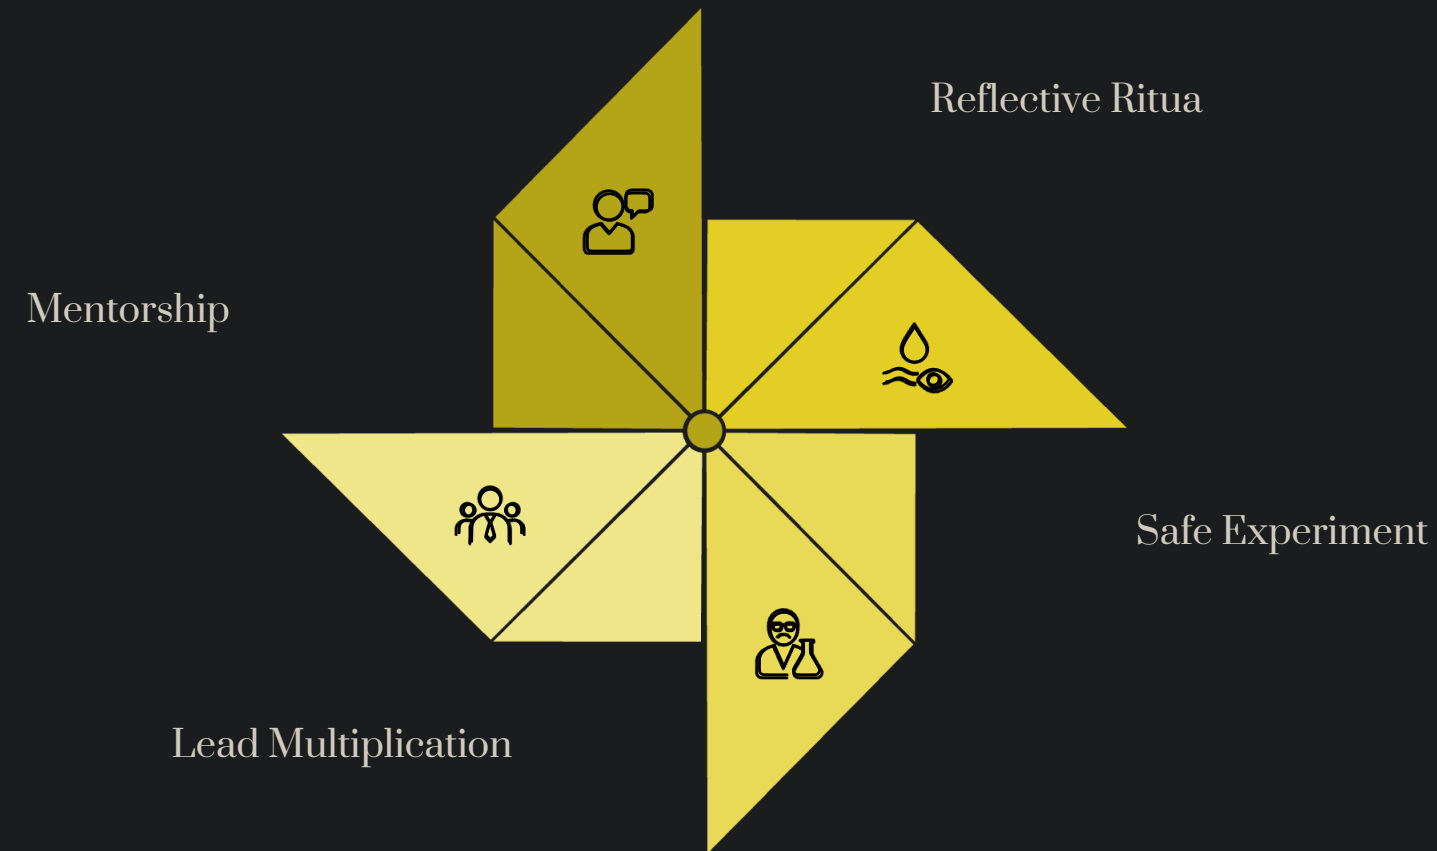 Reflective Ritua
Mentorship
Safe Experiment
Lead Multiplication